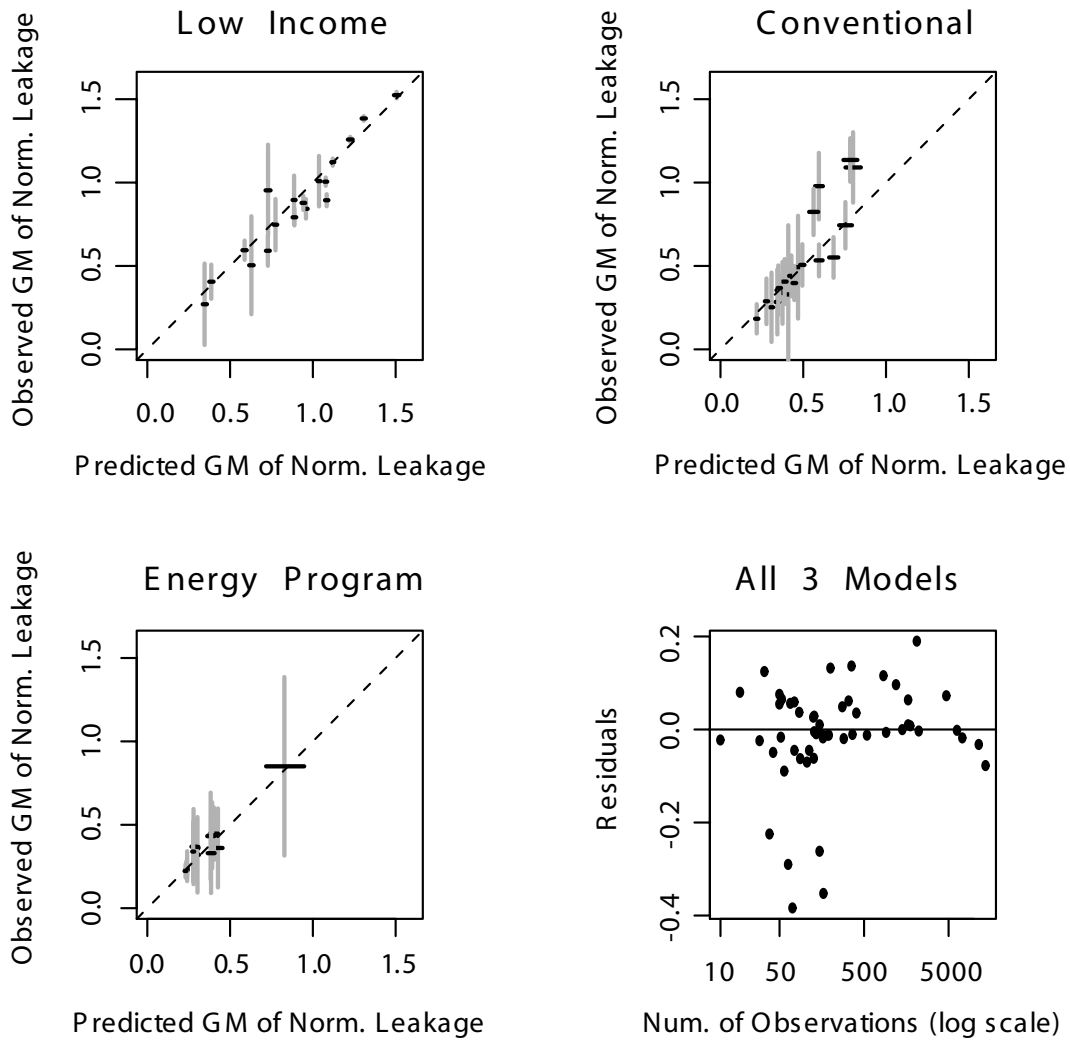 Low Income
Observed GM of Norm. Leakage
1.5
1.0
0.5
0.0
0.0 0.5 1.0 1.5
Predicted GM of Norm. Leakage
Conventional
Observed GM of Norm. Leakage
1.5
1.0
0.5
0.0
0.0 0.5 1.0 1.5
Predicted GM of Norm. Leakage
Energy Program
Observed GM of Norm. Leakage
1.5
1.0
0.5
0.0
0.0 0.5 1.0 1.5
Predicted GM of Norm. Leakage
All 3 Models
Residuals
0.2
0.0
-0.2
-0.4
10 50 500 5000
Num. of Observations (log scale)